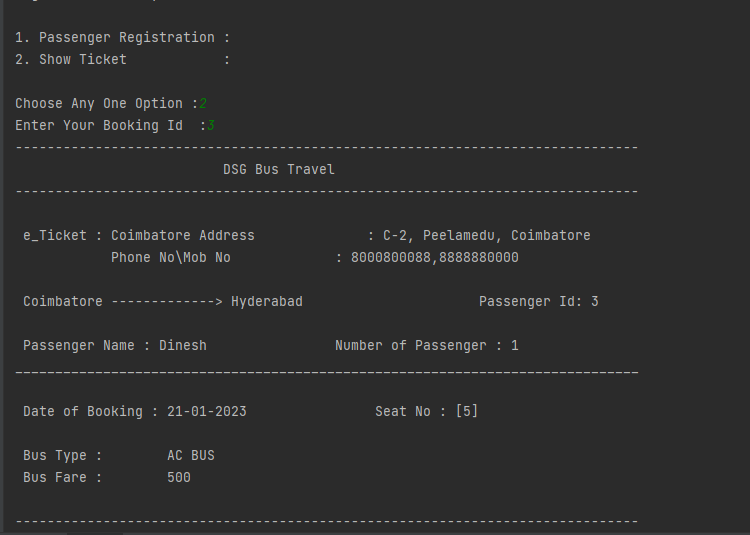 1. Passenger Registration :
2. Show Ticket            :
Choose Any One Option :2
Enter Your Booking Id  :3
------------------------------------------------------------------------------
                          DSG Bus Travel
------------------------------------------------------------------------------
 e_Ticket : Coimbatore Address              : C-2, Peelamedu, Coimbatore
            Phone No\Mob No             : 8000800088,8888880000
 Coimbatore -------------> Hyderabad                      Passenger Id: 3
 Passenger Name : Dinesh                Number of Passenger : 1
______________________________________________________________________________
 Date of Booking : 21-01-2023                Seat No : [5]
 Bus Type :        AC BUS
 Bus Fare :        500
------------------------------------------------------------------------------